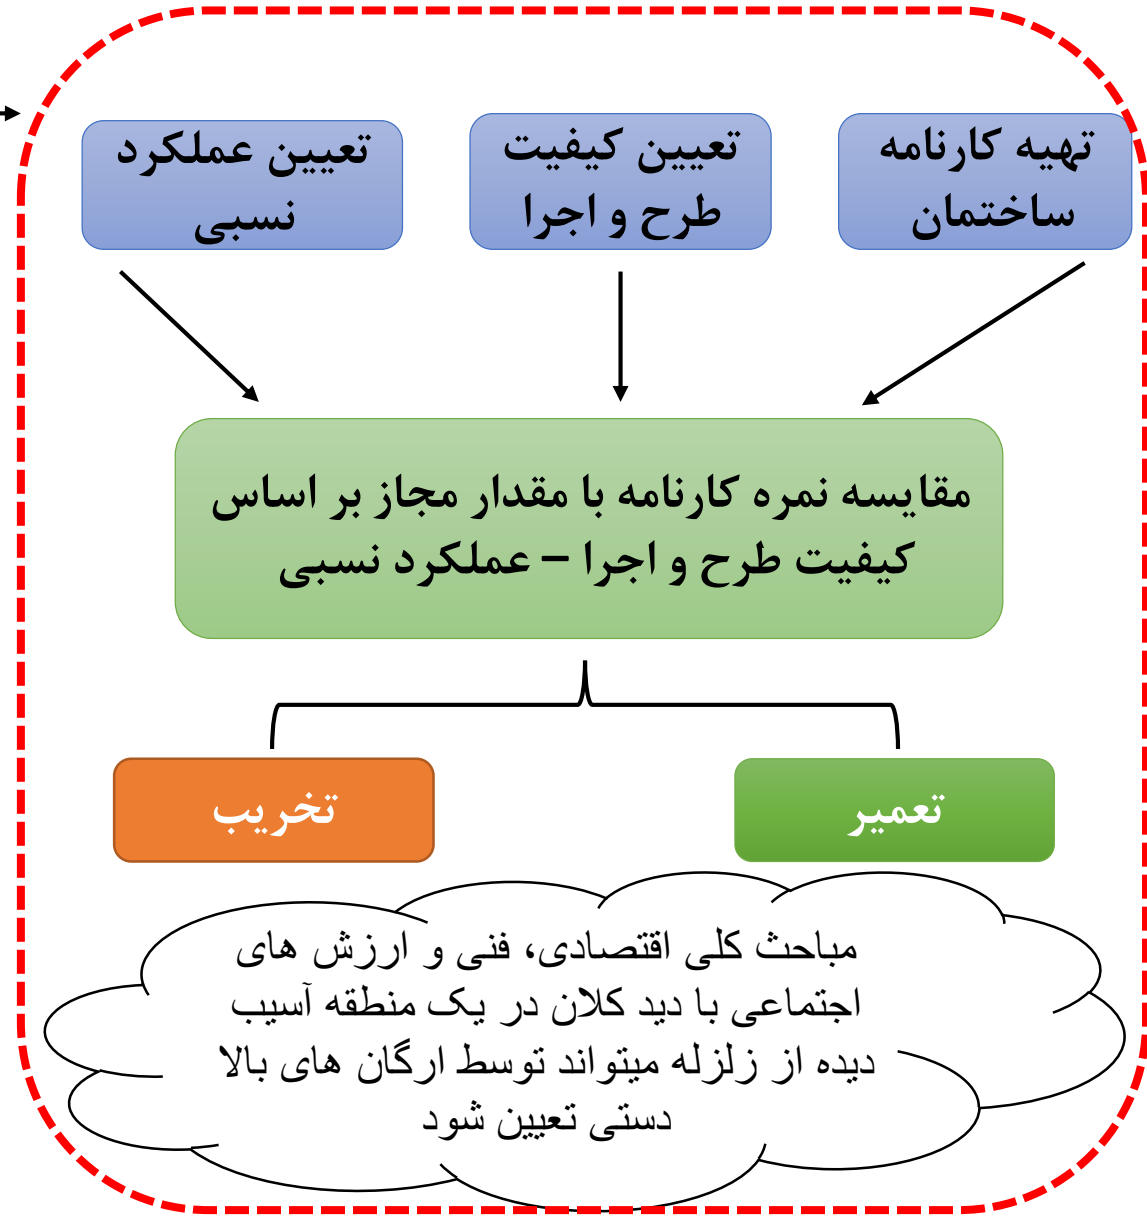 تهیه کارنامه
ساختمان
تعیین کیفیت
طرح و اجرا
تعیین عملکرد
نسبی
مقایسه نمره کارنامه با مقدار مجاز بر اساس
کیفیت طرح و اجرا – عملکرد نسبی
تعمیر
تخریب
مباحث کلی اقتصادی، فنی و ارزش های
اجتماعی با دید کلان در یک منطقه آسیب
دیده از زلزله میتواند توسط ارگان های بالا
دستی تعیین شود